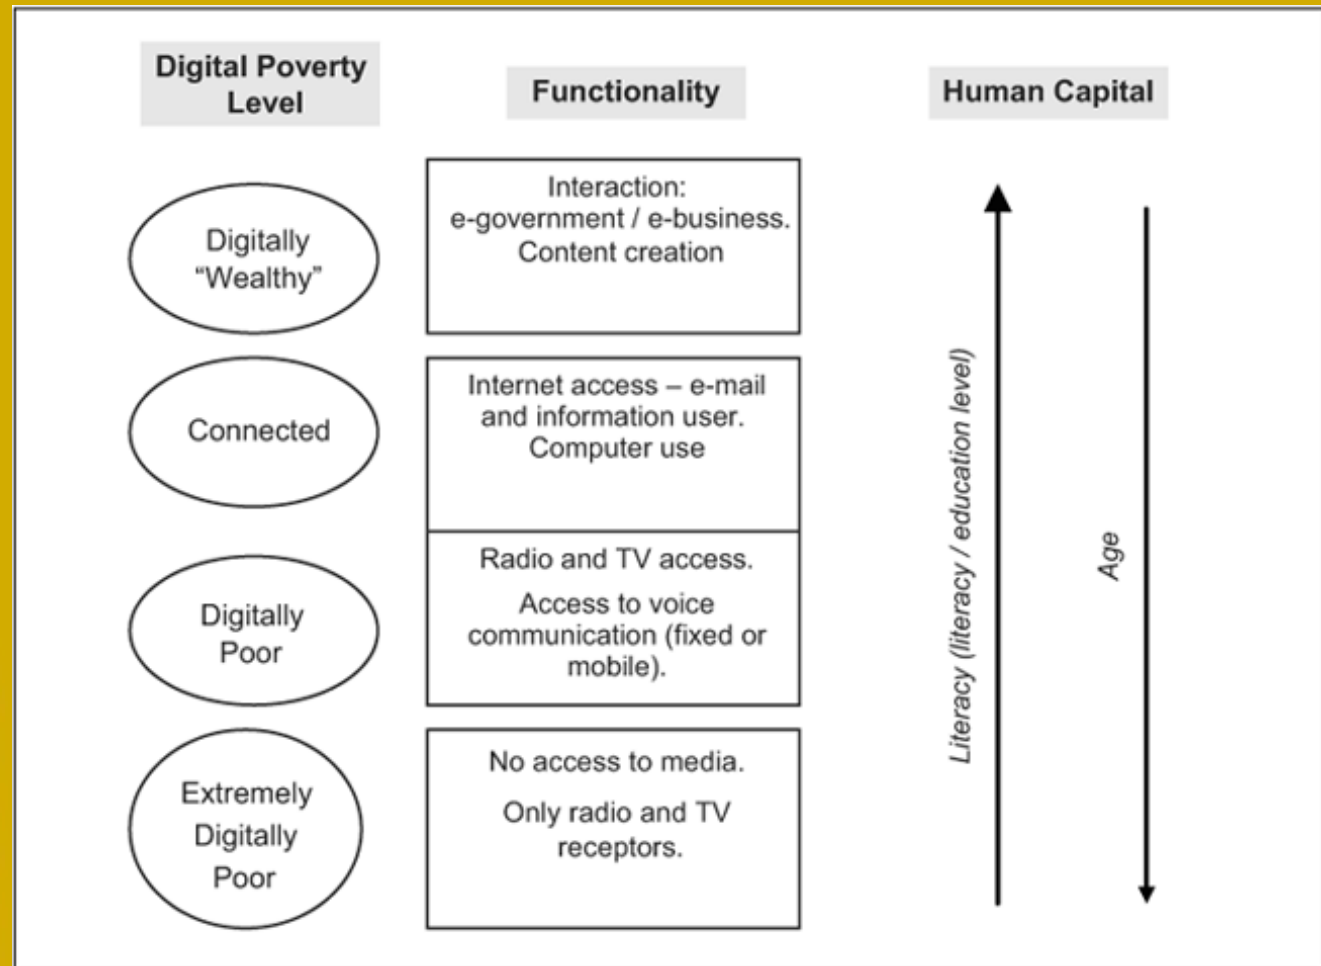 Digital Poverty
Level
Functionality
Human Capital
Digitally
“Wealthy”
Interaction:
e-government / e-business.
Content creation
Connected
Internet access – e-mail
and information user.
Computer use
Digitally
Poor
Radio and TV access.
Access to voice
communication (fixed or
mobile).
Extremely
Digitally
Poor
No access to media.
Only radio and TV
receptors.
Literacy (literacy / education level)
Age